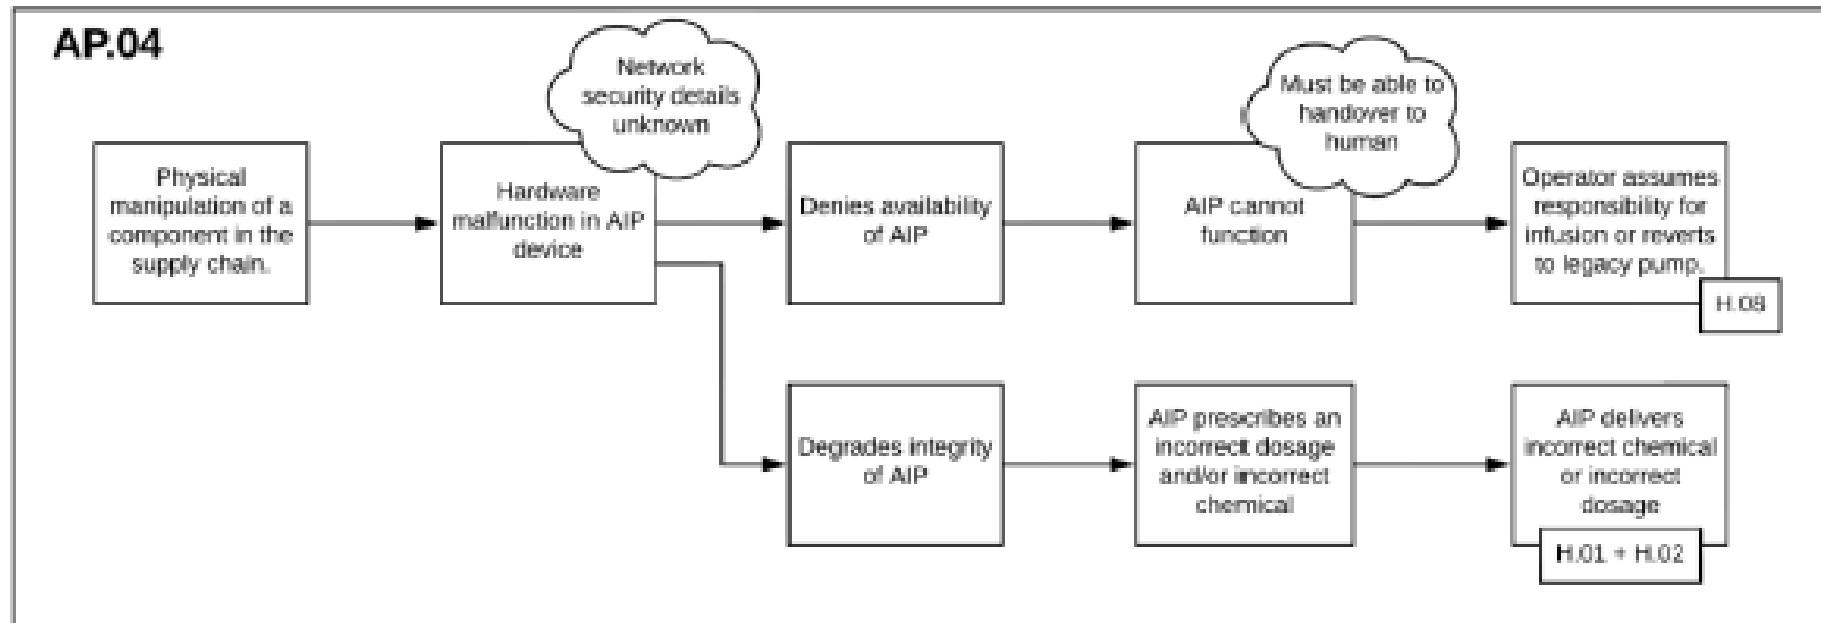 AP.04
Network
security details
unknown
Must be able to
handover to
human
Physical
manipulation of a
component in the
supply chain.
Hardware
malfunction in AIP
device
Denies availability
of AIP
AIP cannot
function
Operator assumes
responsibility for
infusion or reverts
to legacy pump.
H.08
Degrades integrity
of AIP
AIP prescribes an
incorrect dosage
and/or incorrect
chemical
AIP delivers
incorrect chemical
or incorrect
dosage
H.01 + H.02